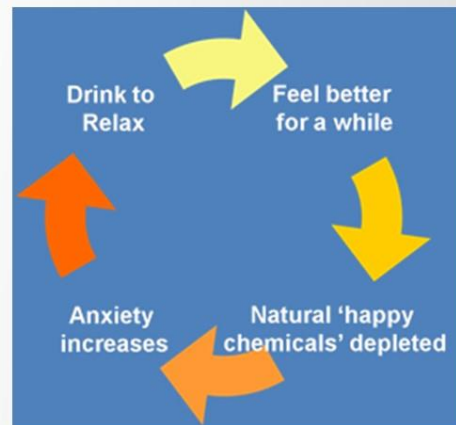 Drink to
Relax
Feel better
for a while
Natural ‘happy
chemicals’ depleted
Anxiety
increases